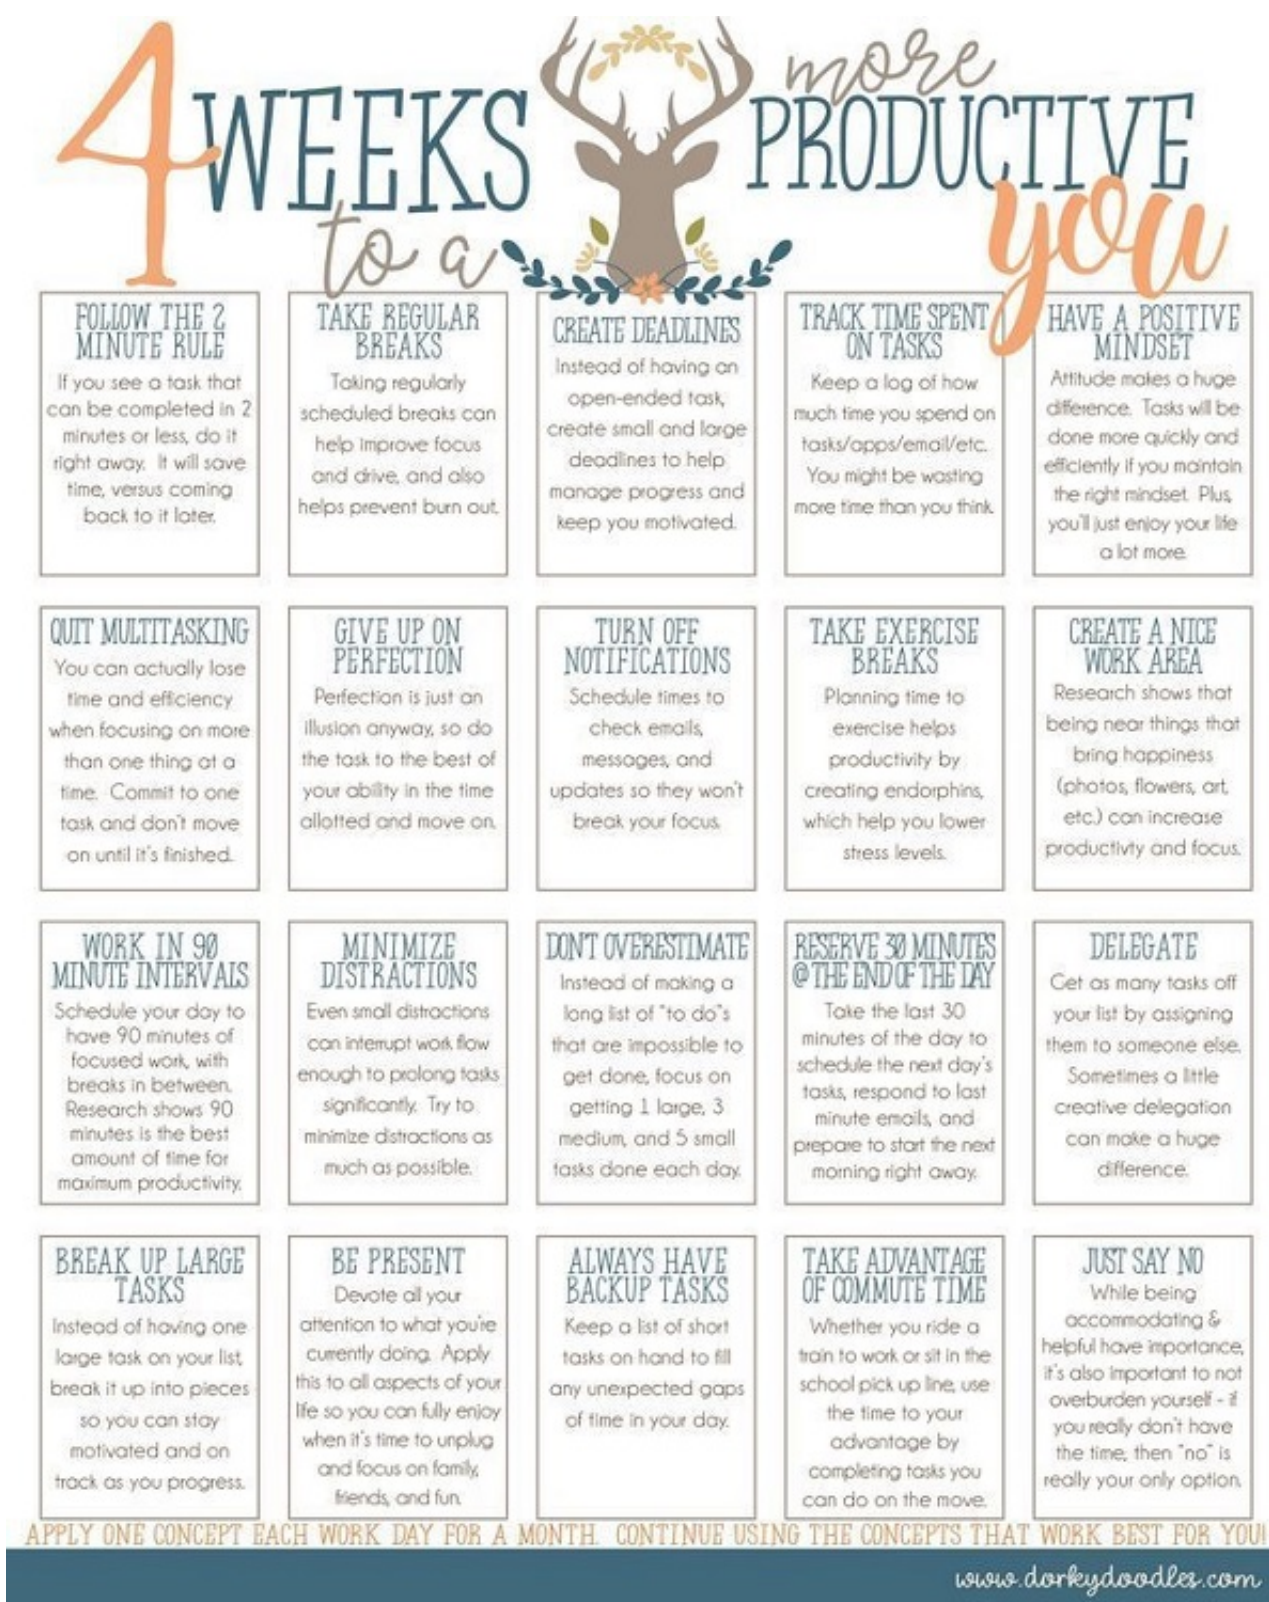 4 WEEKS
to a
more
PRODUCTIVE
you
FOLLOW THE 2
MINUTE RULE
If you see a task that
can be completed in 2
minutes or less, do it
right away. It will save
time, versus coming
back to it later.
TAKE REGULAR
BREAKS
Taking regularly
scheduled breaks can
help improve focus
and drive, and also
helps prevent burn out.
CREATE DEADLINES
Instead of having an
open-ended task,
create small and large
deadlines to help
manage progress and
keep you motivated.
TRACK TIME SPENT
ON TASKS
Keep a log of how
much time you spend on
tasks/apps/email/etc.
You might be wasting
more time than you think.
HAVE A POSITIVE
MINDSET
Attitude makes a huge
difference. Tasks will be
done more quickly and
efficiently if you maintain
the right mindset. Plus,
you'll just enjoy your life
a lot more.
QUIT MULTITASKING
You can actually lose
time and efficiency
when focusing on more
than one thing at a
time. Commit to one
task and don't move
on until it's finished.
GIVE UP ON
PERFECTION
Perfection is just an
illusion anyway, so do
the task to the best of
your ability in the time
allotted and move on.
TURN OFF
NOTIFICATIONS
Schedule times to
check emails,
messages, and
updates so they won't
break your focus.
TAKE EXERCISE
BREAKS
Planning time to
exercise helps
productivity by
creating endorphins,
which help you lower
stress levels.
CREATE A NICE
WORK AREA
Research shows that
being near things that
bring happiness
(photos, flowers, art,
etc.) can increase
productivty and focus.
WORK IN 90
MINUTE INTERVALS
Schedule your day to
have 90 minutes of
focused work, with
breaks in between.
Research shows 90
minutes is the best
amount of time for
maximum productivity.
MINIMIZE
DISTRACTIONS
Even small distractions
can interrupt work flow
enough to prolong tasks
significantly. Try to
minimize distractions as
much as possible.
DON'T OVERESTIMATE
Instead of making a
long list of "to do"s
that are impossible to
get done, focus on
getting 1 large, 3
medium, and 5 small
tasks done each day.
RESERVE 30 MINUTES
@ THE END OF THE DAY
Take the last 30
minutes of the day to
schedule the next day's
tasks, respond to last
minute emails, and
prepare to start the next
morning right away.
DELEGATE
Get as many tasks off
your list by assigning
them to someone else.
Sometimes a little
creative delegation
can make a huge
difference.
BREAK UP LARGE
TASKS
Instead of having one
large task on your list,
break it up into pieces
so you can stay
motivated and on
track as you progress.
BE PRESENT
Devote all your
attention to what you're
currently doing. Apply
this to all aspects of your
life so you can fully enjoy
when it's time to unplug
and focus on family,
friends, and fun.
ALWAYS HAVE
BACKUP TASKS
Keep a list of short
tasks on hand to fill
any unexpected gaps
of time in your day.
TAKE ADVANTAGE
OF COMMUTE TIME
Whether you ride a
train to work or sit in the
school pick up line, use
the time to your
advantage by
completing tasks you
can do on the move.
JUST SAY NO
While being
accommodating &
helpful have importance,
it's also important to not
overburden yourself - if
you really don't have
the time, then "no" is
really your only option.
APPLY ONE CONCEPT EACH WORK DAY FOR A MONTH. CONTINUE USING THE CONCEPTS THAT WORK BEST FOR YOU!
www.dorkydoodles.com